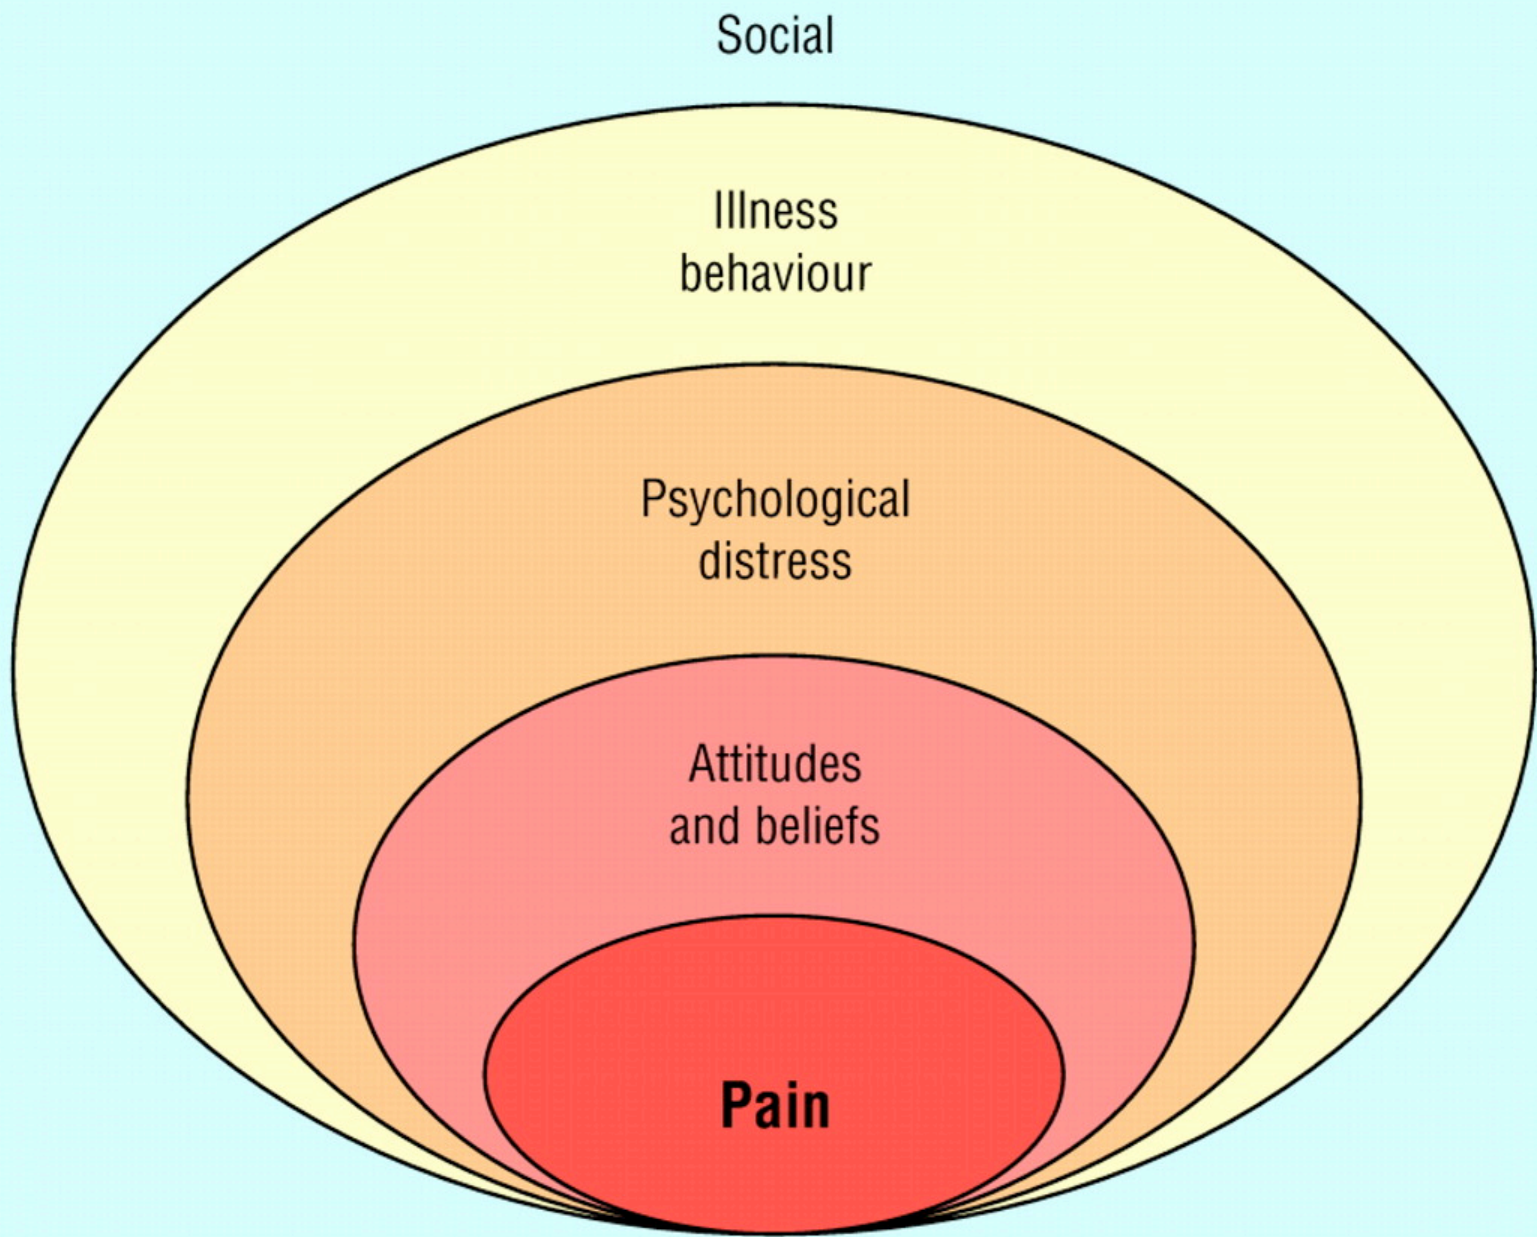 Social
Illness
behaviour
Psychological
distress
Attitudes
and beliefs
Pain